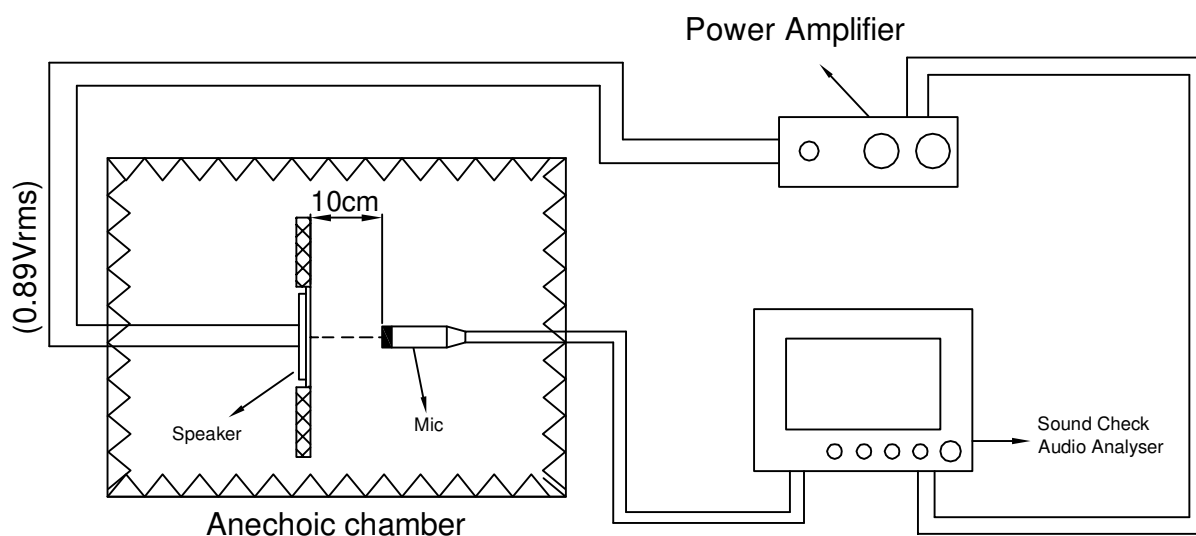 Power Amplifier
(0.89Vrms)
10cm
Speaker
Mic
Sound Check
Audio Analyser
Anechoic chamber